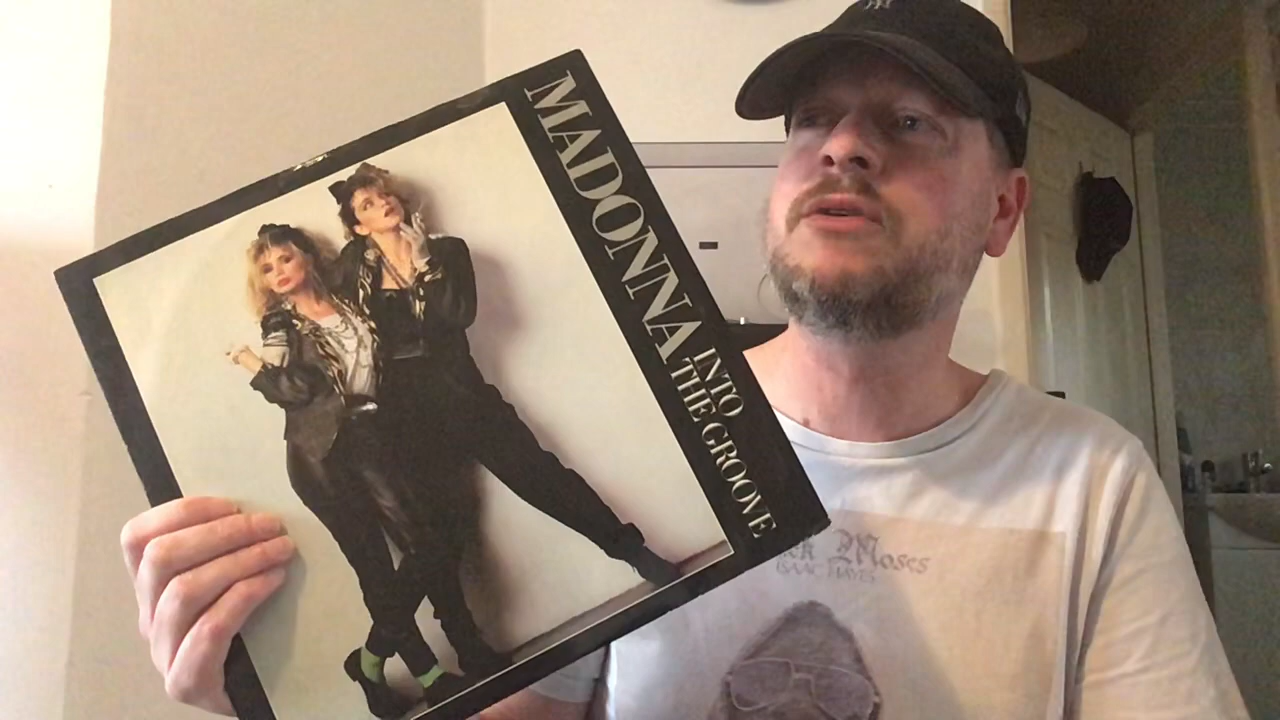 MADONNA
INTO
THE GROOVE
Moses
ISAAC HAYES